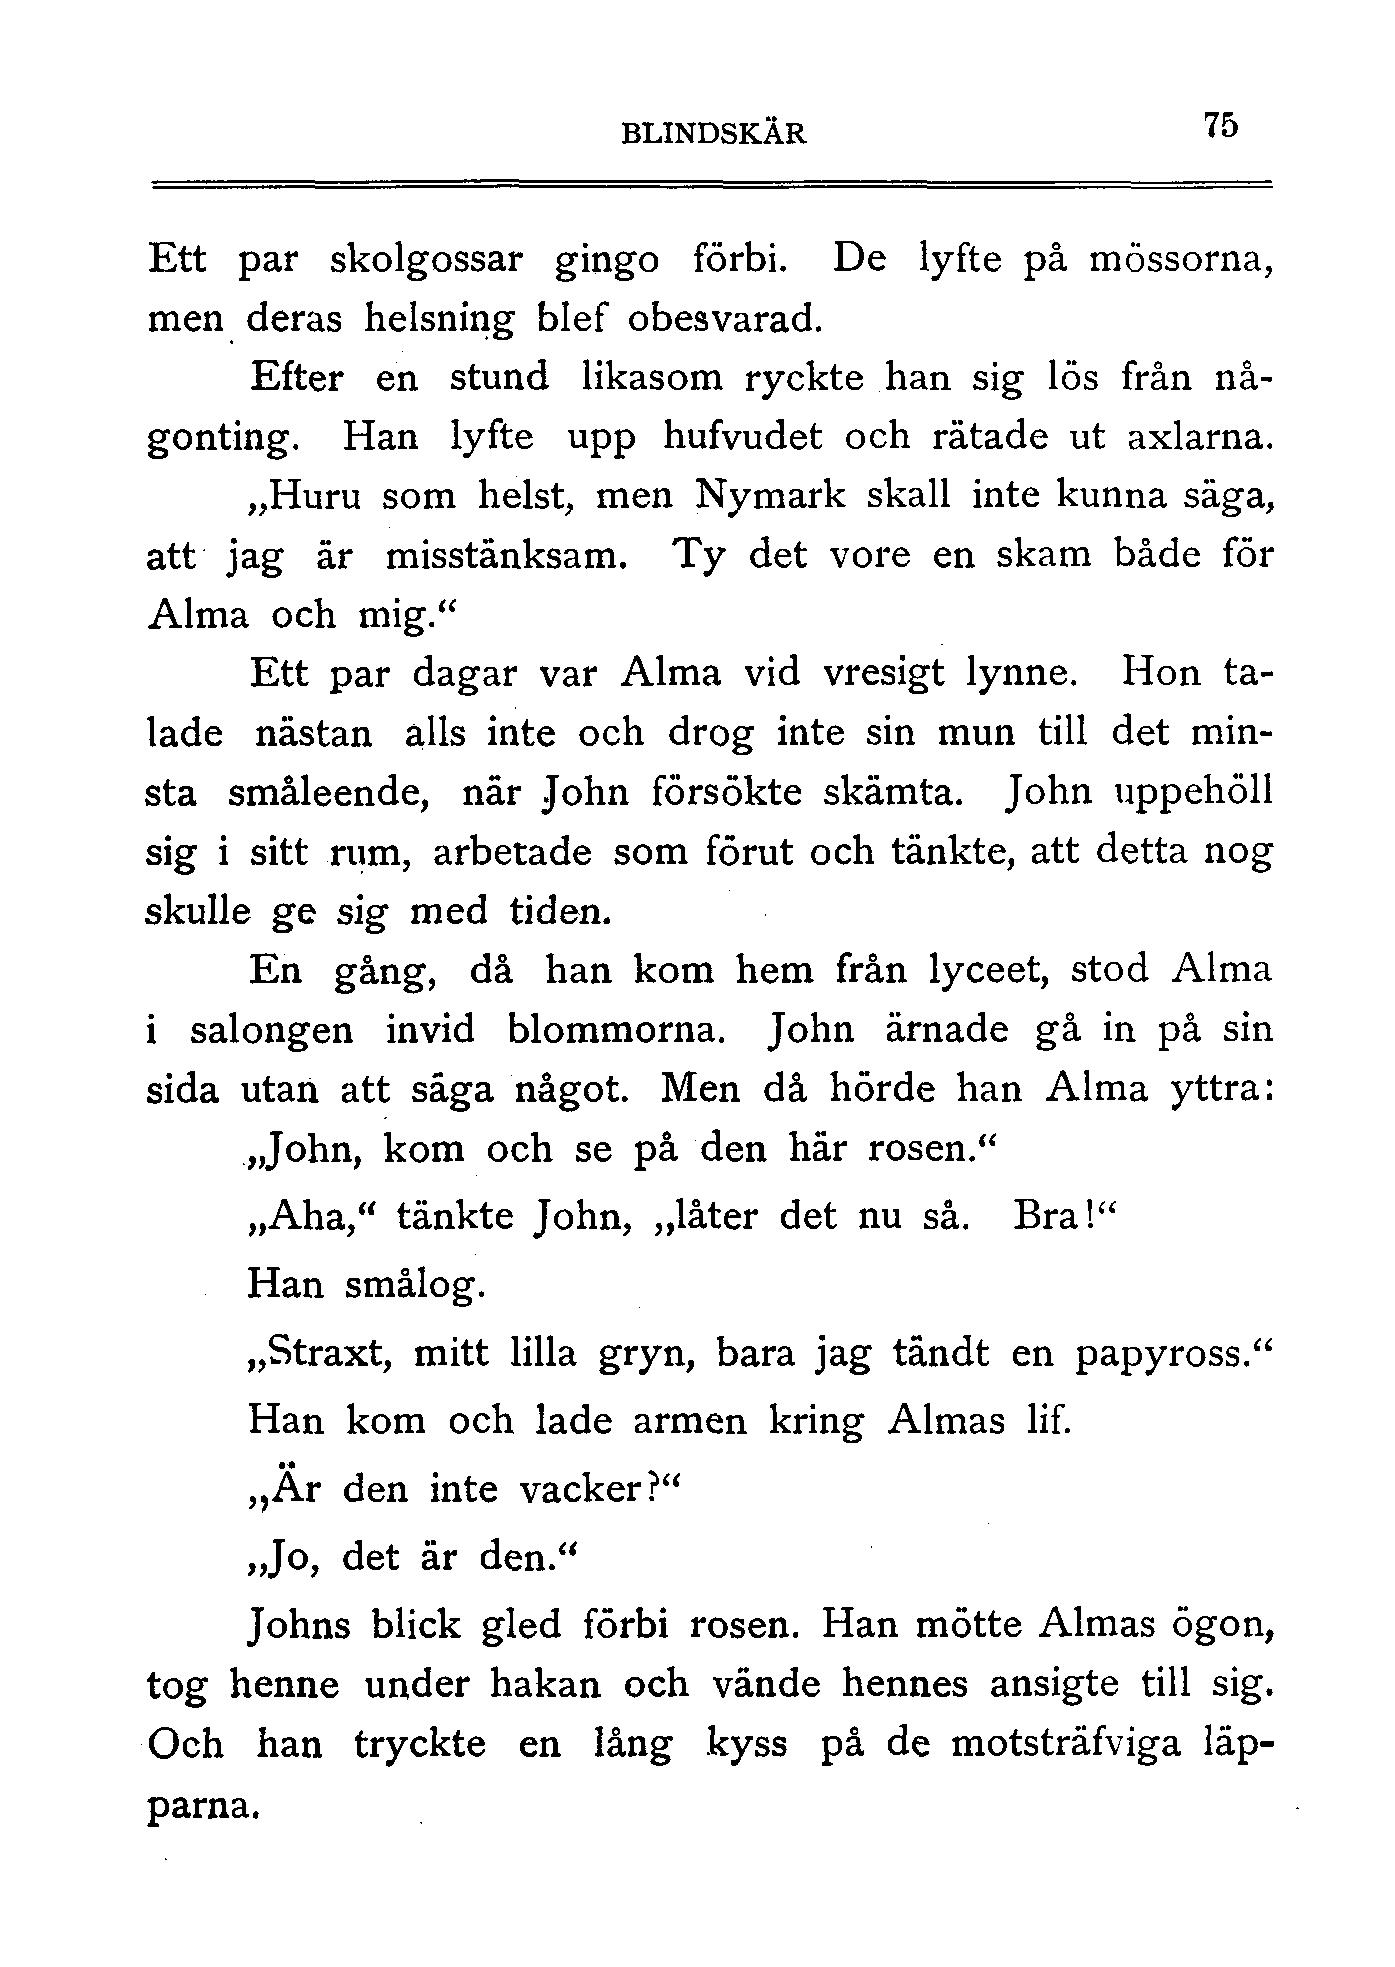 BLINDSKÄR 75
Ett par skolgossar gingo förbi. De lyfte på mössorna,
men deras helsning blef obesvarad.
Efter en stund likasom ryckte han sig lös från nå-
gonting. Han lyfte upp hufvudet och rätade ut axlarna.
„Huru som helst, men Nymark skall inte kunna säga,
att jag är misstänksam. Ty det vore en skam både för
Alma och mig.“
Ett par dagar var Alma vid vresigt lynne. Hon ta-
lade nästan alls inte och drog inte sin mun till det min-
sta småleende, när John försökte skämta. John uppehöll
sig i sitt rum, arbetade som förut och tänkte, att detta nog
skulle ge sig med tiden.
En gång, då han kom hem från lyceet, stod Alma
i salongen invid blommorna. John ärnade gå in på sin
sida utan att säga något. Men då hörde han Alma yttra:
„John, kom och se på den här rosen.“
„Aha,“ tänkte John, „låter det nu så. Bra!“
Han smålog.
„Straxt, mitt lilla gryn, bara jag tändt en papyross.“
Han kom och lade armen kring Almas lif.
„Är den inte vacker?“
„Jo, det är den.“
Johns blick gled förbi rosen. Han mötte Almas ögon,
tog henne under hakan och vände hennes ansigte till sig.
Och han tryckte en lång kyss på de motsträfviga läp-
parna.